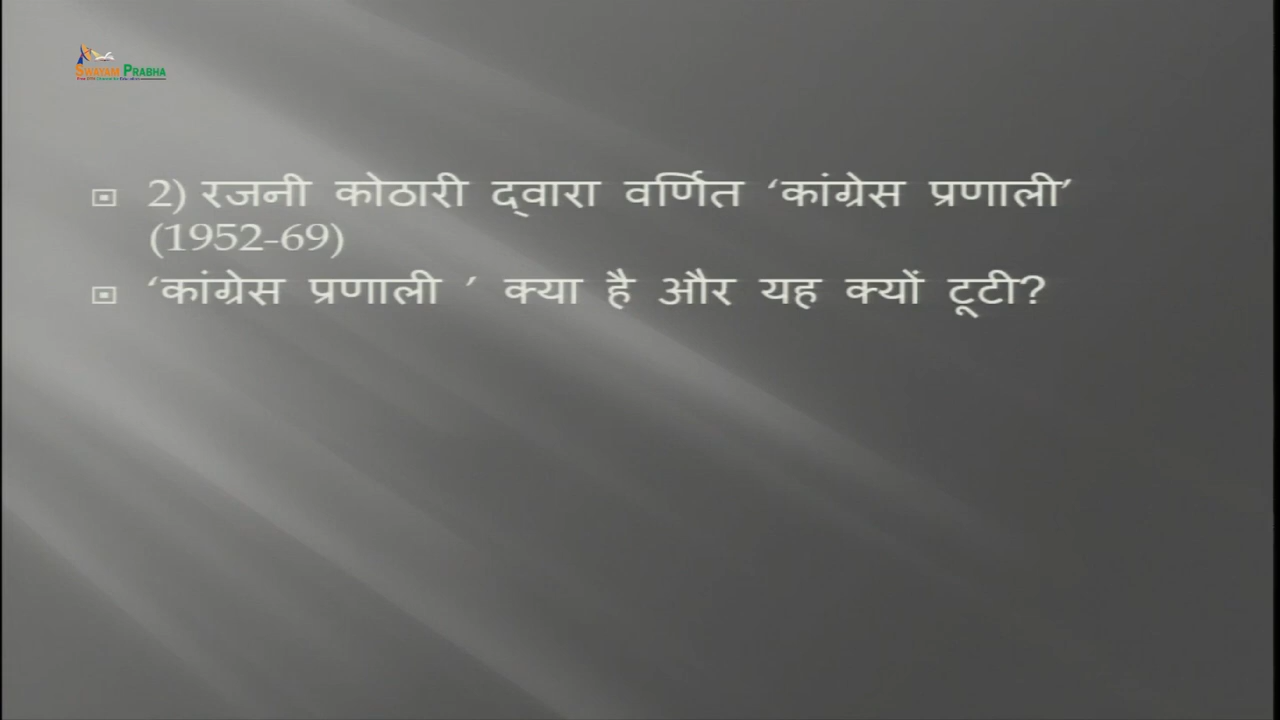 SWAYAM PRABHA
2) रजनी कोठारी द्वारा वर्णित ‘कांग्रेस प्रणाली’
(1952-69)
‘कांग्रेस प्रणाली ’ क्या है और यह क्यों टूटी?